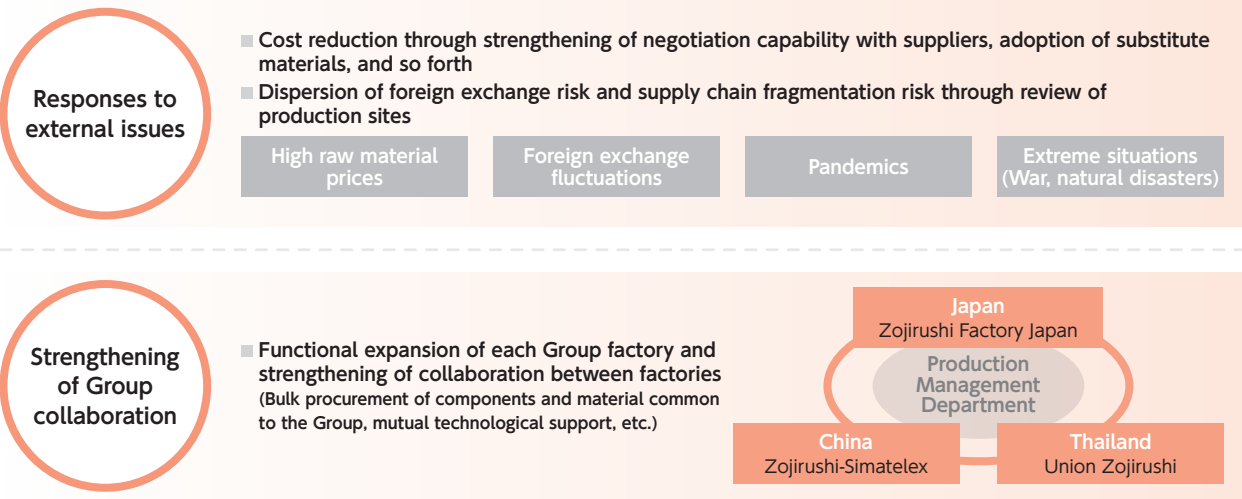 Responses to
external issues
Cost reduction through strengthening of negotiation capability with suppliers, adoption of substitute
materials, and so forth
Dispersion of foreign exchange risk and supply chain fragmentation risk through review of
production sites
High raw material
prices
Foreign exchange
fluctuations
Pandemics
Extreme situations
(War, natural disasters)
Strengthening
of Group
collaboration
Functional expansion of each Group factory and
strengthening of collaboration between factories
(Bulk procurement of components and material common
to the Group, mutual technological support, etc.)
Japan
Zojirushi Factory Japan
Production
Management
Department
China
Zojirushi-Simatelex
Thailand
Union Zojirushi